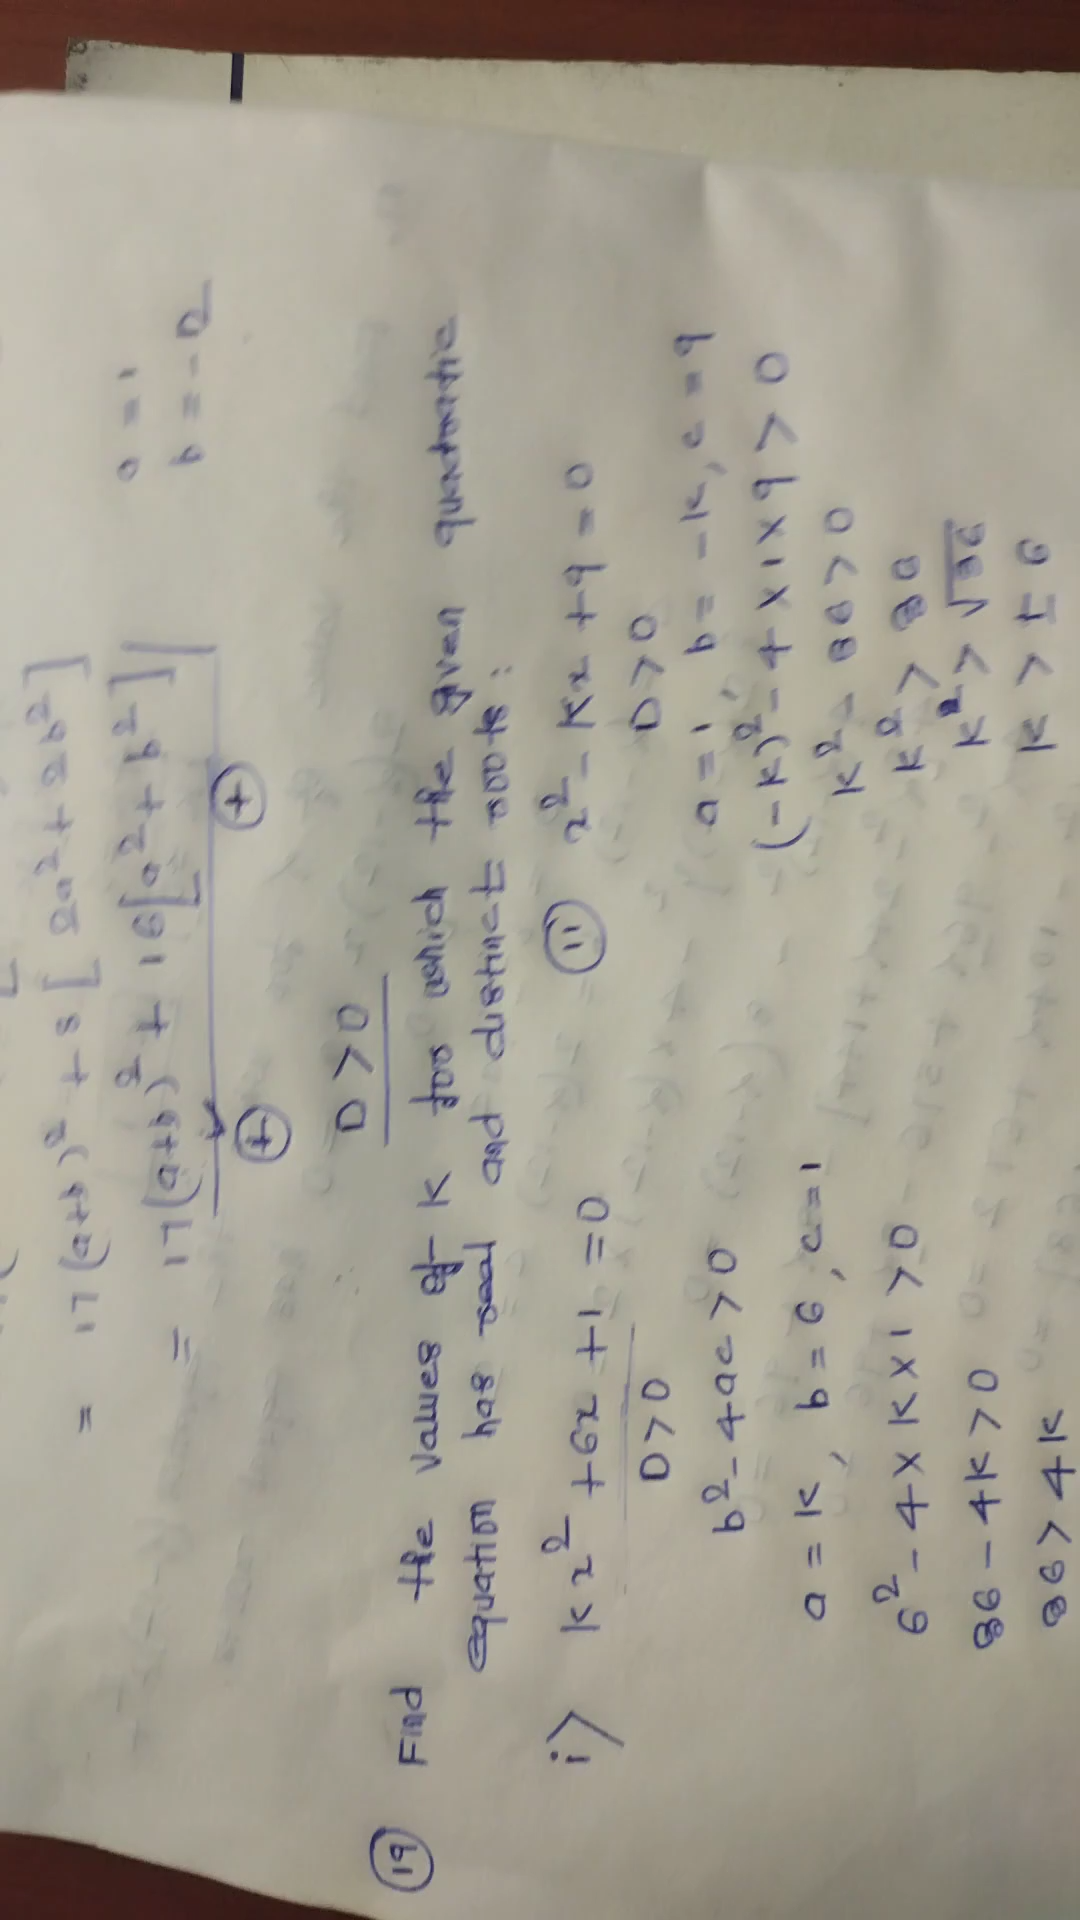 = 17(a+b)² + 8[2a² + 2b²]
= 17(a+b)² + 16[a² + b²]
a = 1
b = -2
+ +
D > 0
19 Find the values of K for which the given quartartic
equation has real and distinct roots:
i> Kx² + 6x + 1 = 0
D > 0
b² - 4ac > 0
a = K, b = 6, c = 1
6² - 4 × K × 1 > 0
36 - 4K > 0
36 > 4K
11 x² - Kx + 9 = 0
D > 0
a = 1, b = -K, c = 9
(-K)² - 4 × 1 × 9 > 0
K² - 36 > 0
K² > 36
K² > √36
K > ± 6